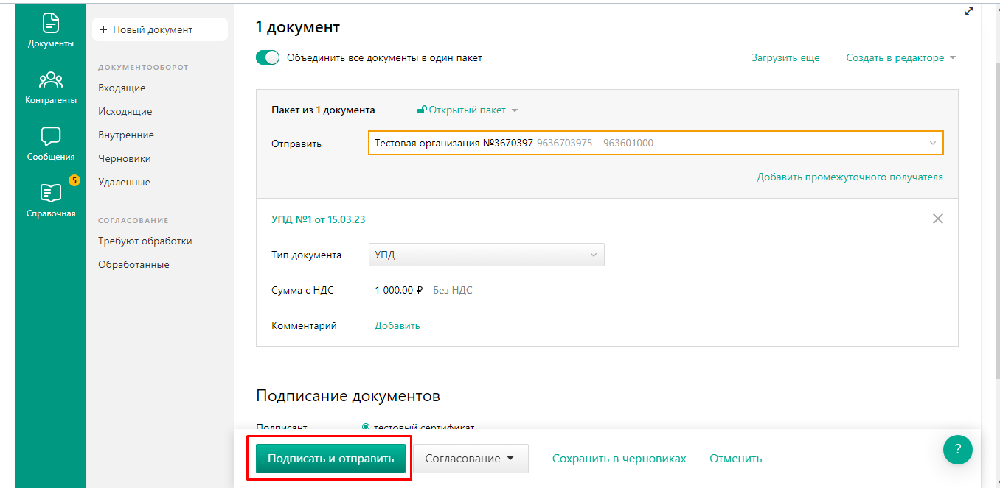 Документы
Контрагенты
Сообщения
5
Справочная
+ Новый документ
ДОКУМЕНТООБОРОТ
Входящие
Исходящие
Внутренние
Черновики
Удаленные
СОГЛАСОВАНИЕ
Требуют обработки
Обработанные
1 документ
Объединить все документы в один пакет
Загрузить еще
Создать в редакторе
Пакет из 1 документа
Открытый пакет
Отправить
Тестовая организация №3670397 9636703975 – 963601000
Добавить промежуточного получателя
УПД №1 от 15.03.23
Тип документа
УПД
Сумма с НДС
1 000,00 ₽ Без НДС
Комментарий
Добавить
Подписание документов
Подписант
тестовый сертификат
Подписать и отправить
Согласование
Сохранить в черновиках
Отменить
?